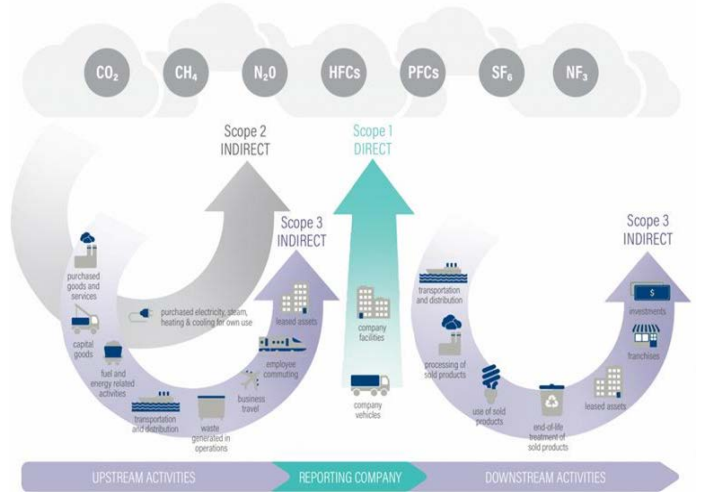 CO₂ CH₄ N₂O HFCs PFCs SF₆ NF₃
Scope 2
INDIRECT
Scope 1
DIRECT
Scope 3
INDIRECT
Scope 3
INDIRECT
purchased
goods and
services
capital
goods
fuel and
energy related
activities
transportation
and distribution
waste
generated in
operations
business
travel
employee
commuting
leased assets
purchased electricity, steam,
heating & cooling for own use
company
facilities
company
vehicles
transportation
and distribution
processing of
sold products
use of sold
products
end-of-life
treatment of
sold products
leased assets
franchises
$
investments
UPSTREAM ACTIVITIES
REPORTING COMPANY
DOWNSTREAM ACTIVITIES